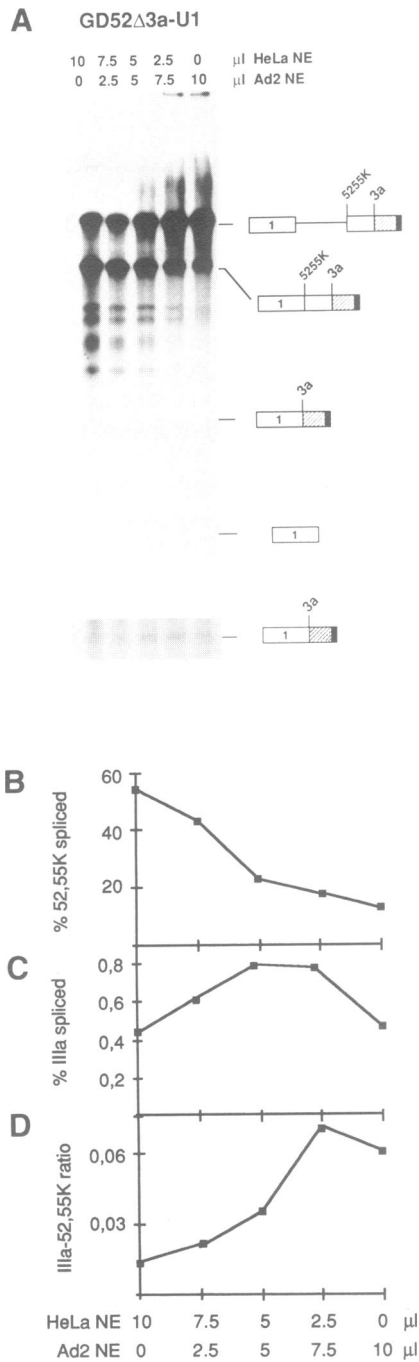 A GD52Δ3a-U1
10 7.5 5 2.5 0 µl HeLa NE
0 2.5 5 7.5 10 µl Ad2 NE
5255K
3a
1
5255K
3a
1
3a
1
1
3a
1
B
% 52,55K spliced
60
40
20
C
% IIIa spliced
0,8
0,6
0,4
0,2
D
IIIa-52,55K ratio
0,06
0,03
HeLa NE 10 7.5 5 2.5 0 µl
Ad2 NE 0 2.5 5 7.5 10 µl